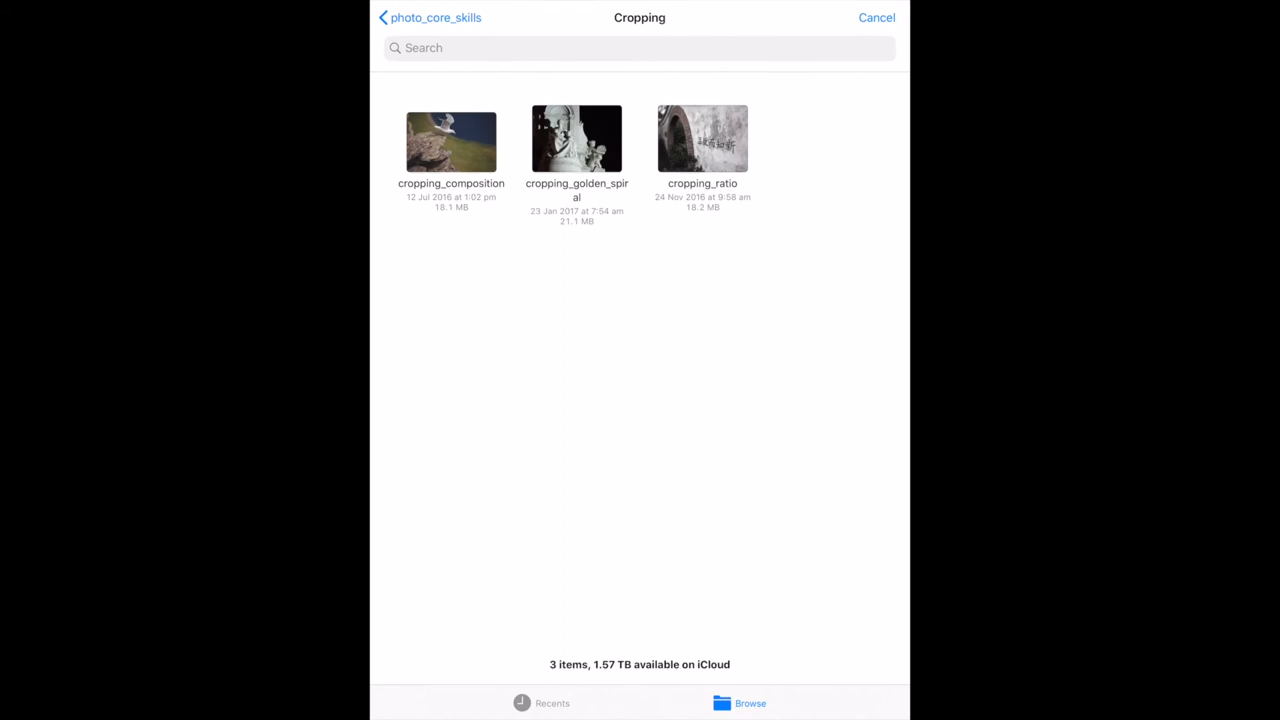 photo_core_skills
Cropping
Cancel
Search
cropping_composition
12 Jul 2016 at 1:02 pm
18.1 MB
cropping_golden_spir
al
23 Jan 2017 at 7:54 am
21.1 MB
cropping_ratio
24 Nov 2016 at 9:58 am
18.2 MB
3 items, 1.57 TB available on iCloud
Recents
Browse